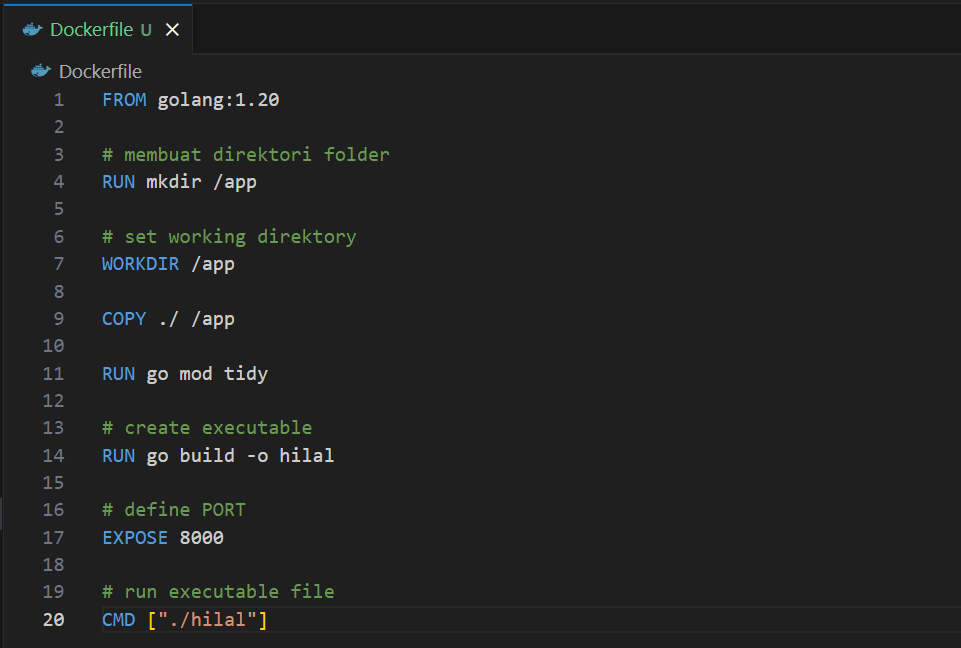 Dockerfile U ×
Dockerfile
1 FROM golang:1.20
2
3 # membuat direktori folder
4 RUN mkdir /app
5
6 # set working direktory
7 WORKDIR /app
8
9 COPY ./ /app
10
11 RUN go mod tidy
12
13 # create executable
14 RUN go build -o hilal
15
16 # define PORT
17 EXPOSE 8000
18
19 # run executable file
20 CMD ["./hilal"]